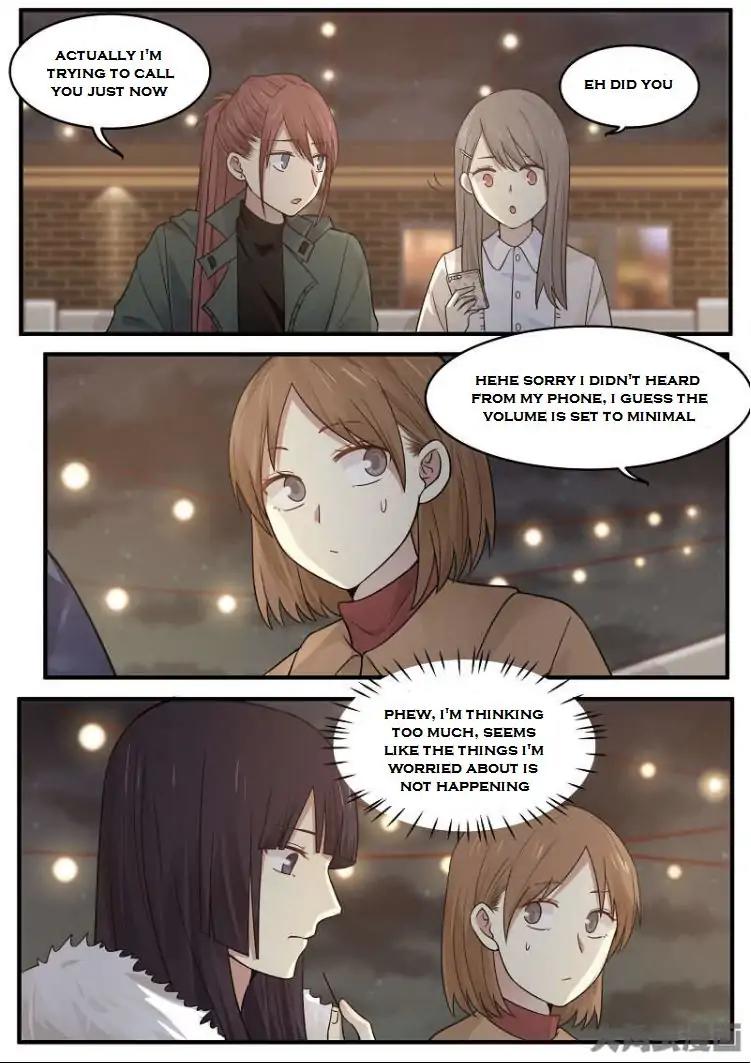 ACTUALLY I'M
TRYING TO CALL
YOU JUST NOW
EH DID YOU
HEHE SORRY I DIDN'T HEARD
FROM MY PHONE, I GUESS THE
VOLUME IS SET TO MINIMAL
PHEW, I'M THINKING
TOO MUCH, SEEMS
LIKE THE THINGS I'M
WORRIED ABOUT IS
NOT HAPPENING